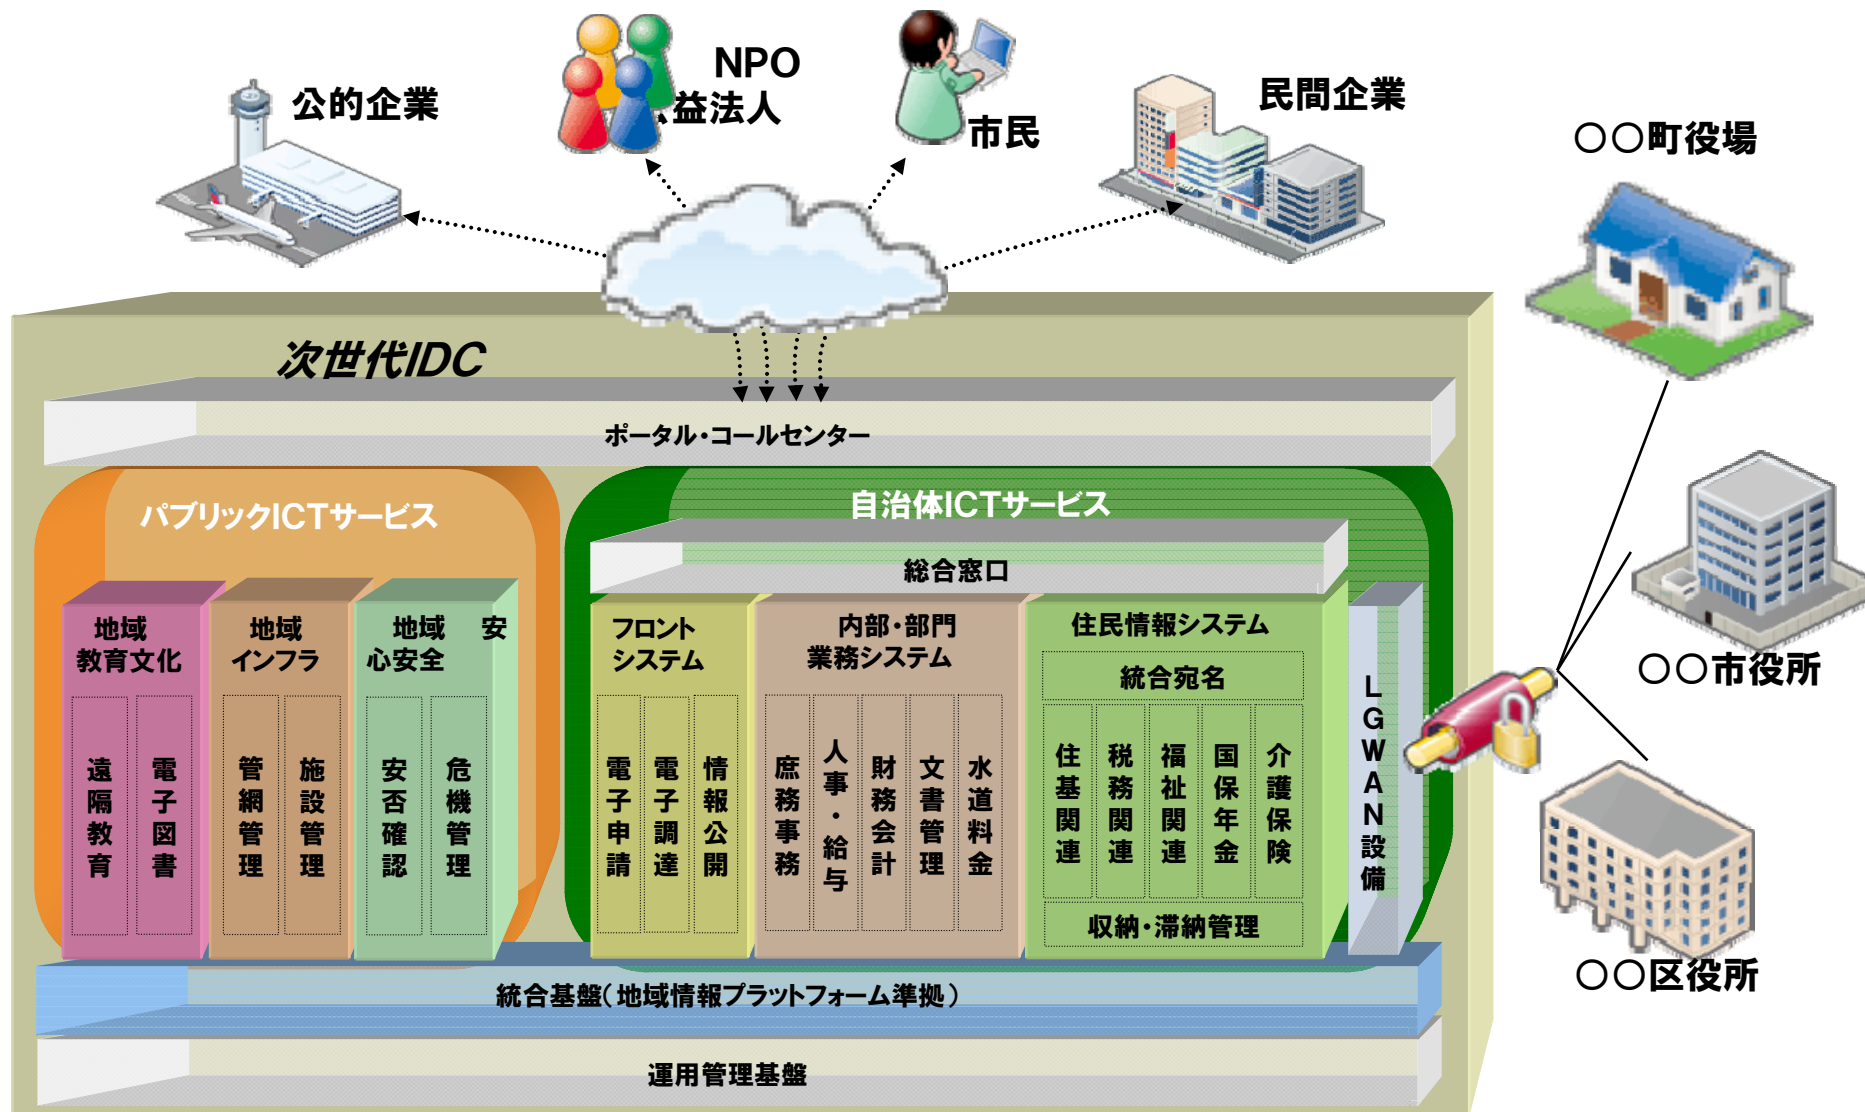 公的企業
NPO
、益法人
市民
民間企業
〇〇町役場
次世代IDC
ポータル・コールセンター
パブリックICTサービス
自治体ICTサービス
総合窓口
地域
教育文化
遠隔教育
電子図書
地域
インフラ
管網管理
施設管理
地域 安
心安全
安否確認
危機管理
フロント
システム
電子申請
電子調達
情報公開
内部・部門
業務システム
庶務事務
人事・給与
財務会計
文書管理
水道料金
住民情報システム
統合宛名
住基関連
税務関連
福祉関連
国保年金
介護保険
収納・滞納管理
LGWAN設備
〇〇市役所
〇〇区役所
統合基盤(地域情報プラットフォーム準拠)
運用管理基盤